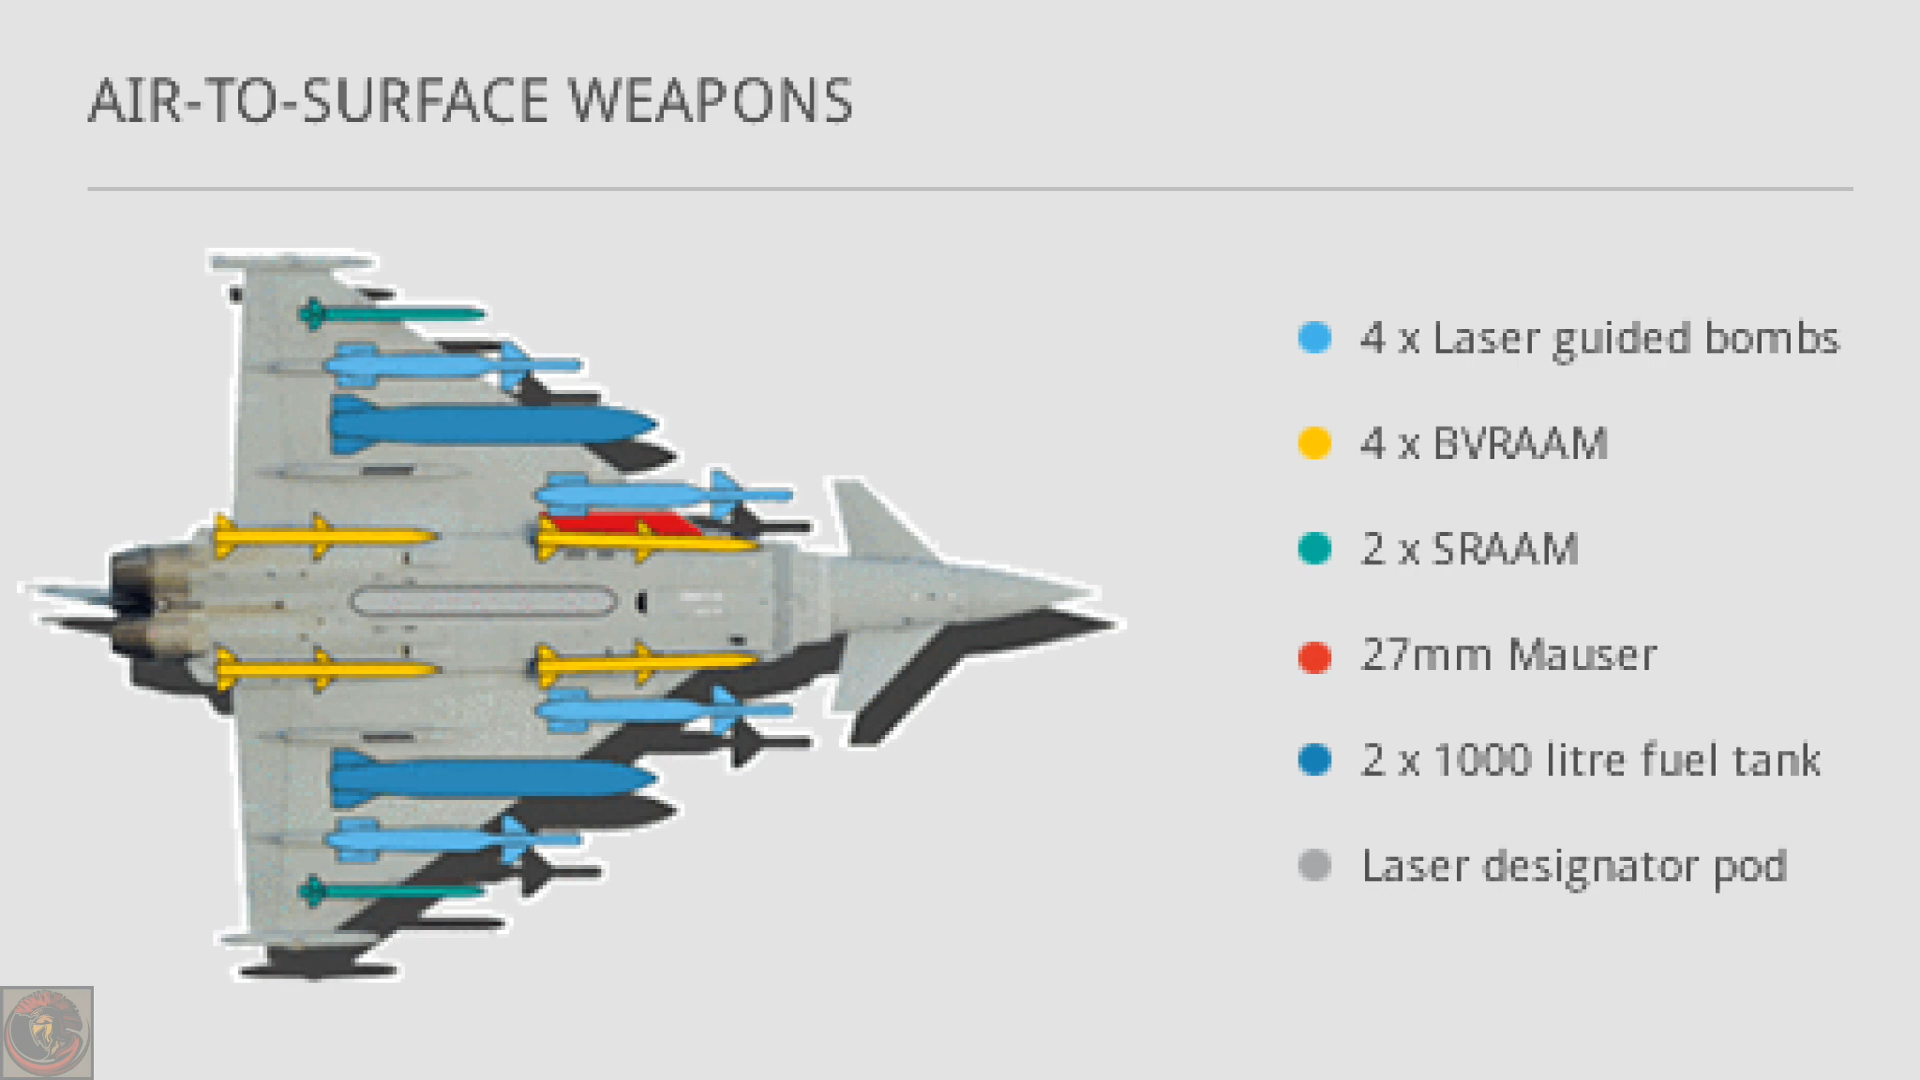 AIR-TO-SURFACE WEAPONS
4 x Laser guided bombs
4 x BVRAAM
2 x SRAAM
27mm Mauser
2 x 1000 litre fuel tank
Laser designator pod